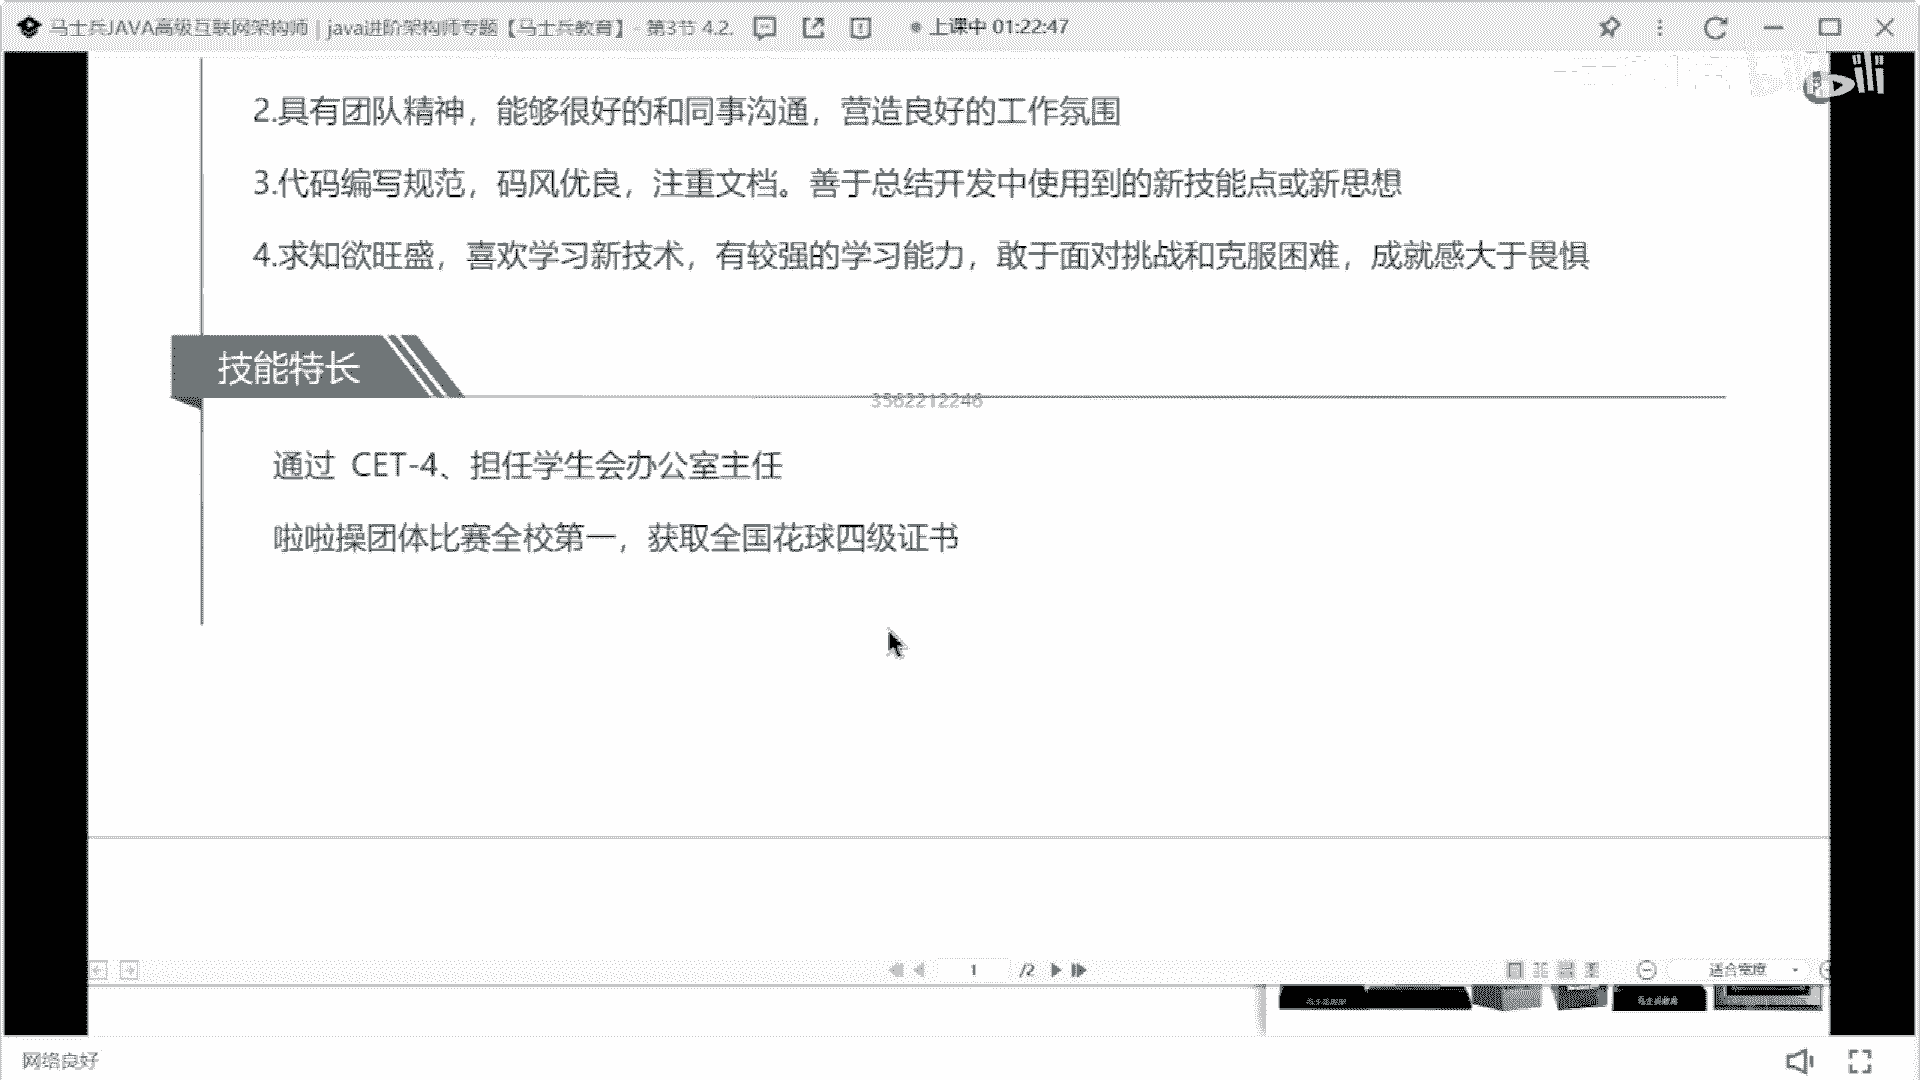 马士兵JAVA高级互联网架构师 | java进阶架构师专题【马士兵教育】- 第3节 4.2.
上课中 01:22:47
2.具有团队精神，能够很好的和同事沟通，营造良好的工作氛围
3.代码编写规范，码风优良，注重文档。善于总结开发中使用到的新技能点或新思想
4.求知欲旺盛，喜欢学习新技术，有较强的学习能力，敢于面对挑战和克服困难，成就感大于畏惧
技能特长
3562212246
通过 CET-4、担任学生会办公室主任
啦啦操团体比赛全校第一，获取全国花球四级证书
1 /2
适合宽度
网络良好